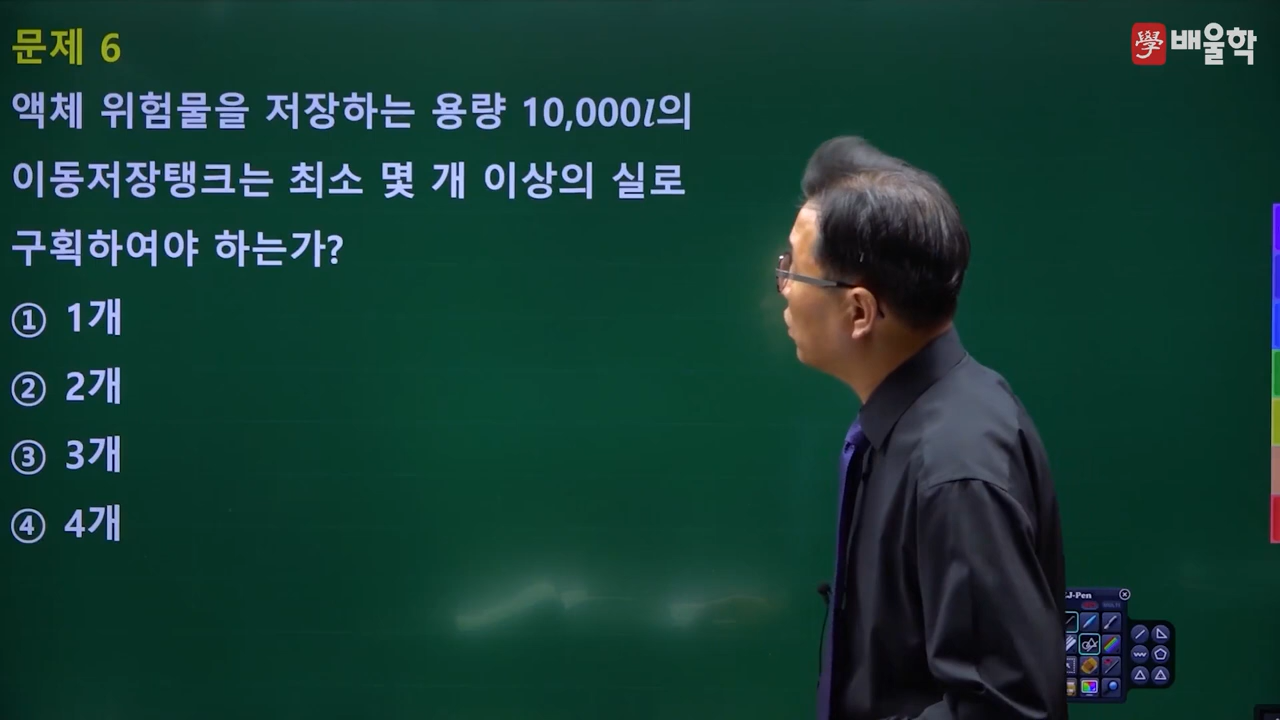 문제 6
學 배울학
액체 위험물을 저장하는 용량 10,000l의
이동저장탱크는 최소 몇 개 이상의 실로
구획하여야 하는가?
① 1개
② 2개
③ 3개
④ 4개